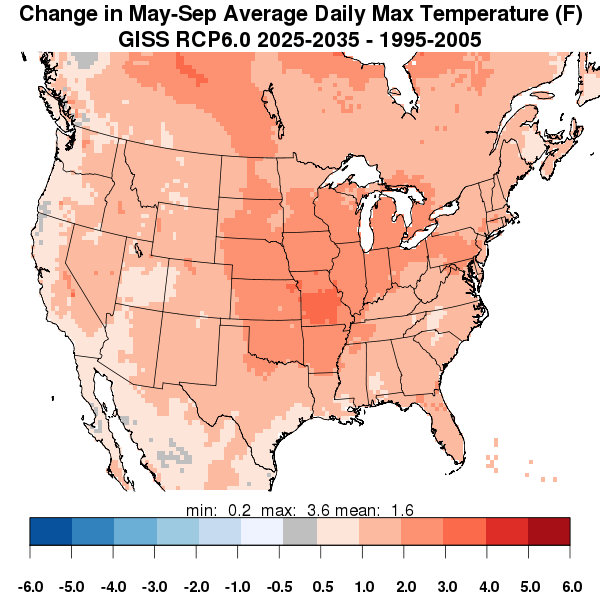 Change in May-Sep Average Daily Max Temperature (F)
GISS RCP6.0 2025-2035 - 1995-2005
min: 0.2 max: 3.6 mean: 1.6
-6.0 -5.0 -4.0 -3.0 -2.0 -1.0 -0.5 0.5 1.0 2.0 3.0 4.0 5.0 6.0